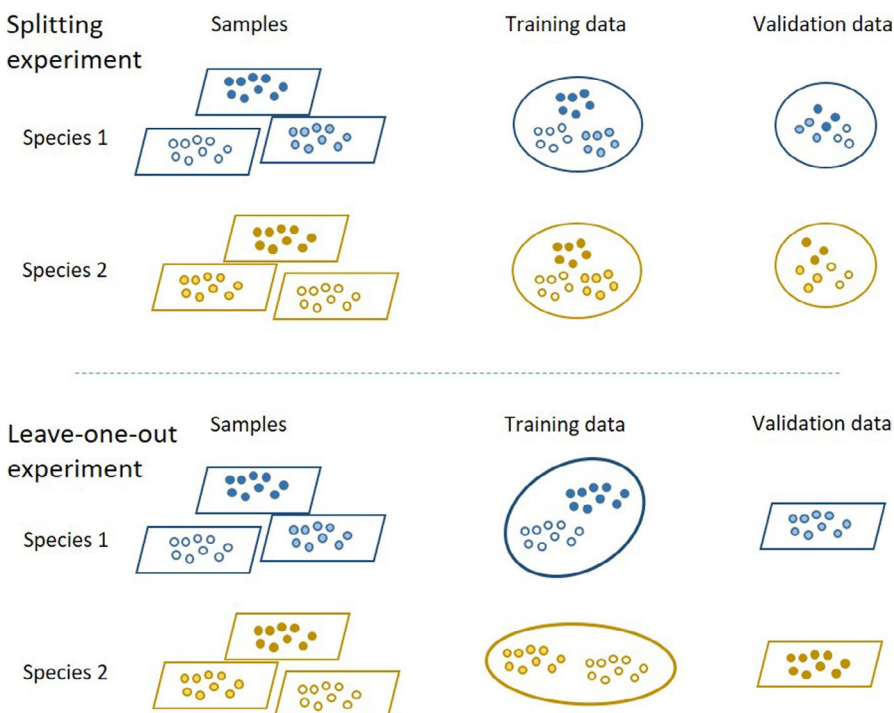 Splitting
experiment
Samples
Training data
Validation data
Species 1
Species 2
Leave-one-out
experiment
Samples
Training data
Validation data
Species 1
Species 2